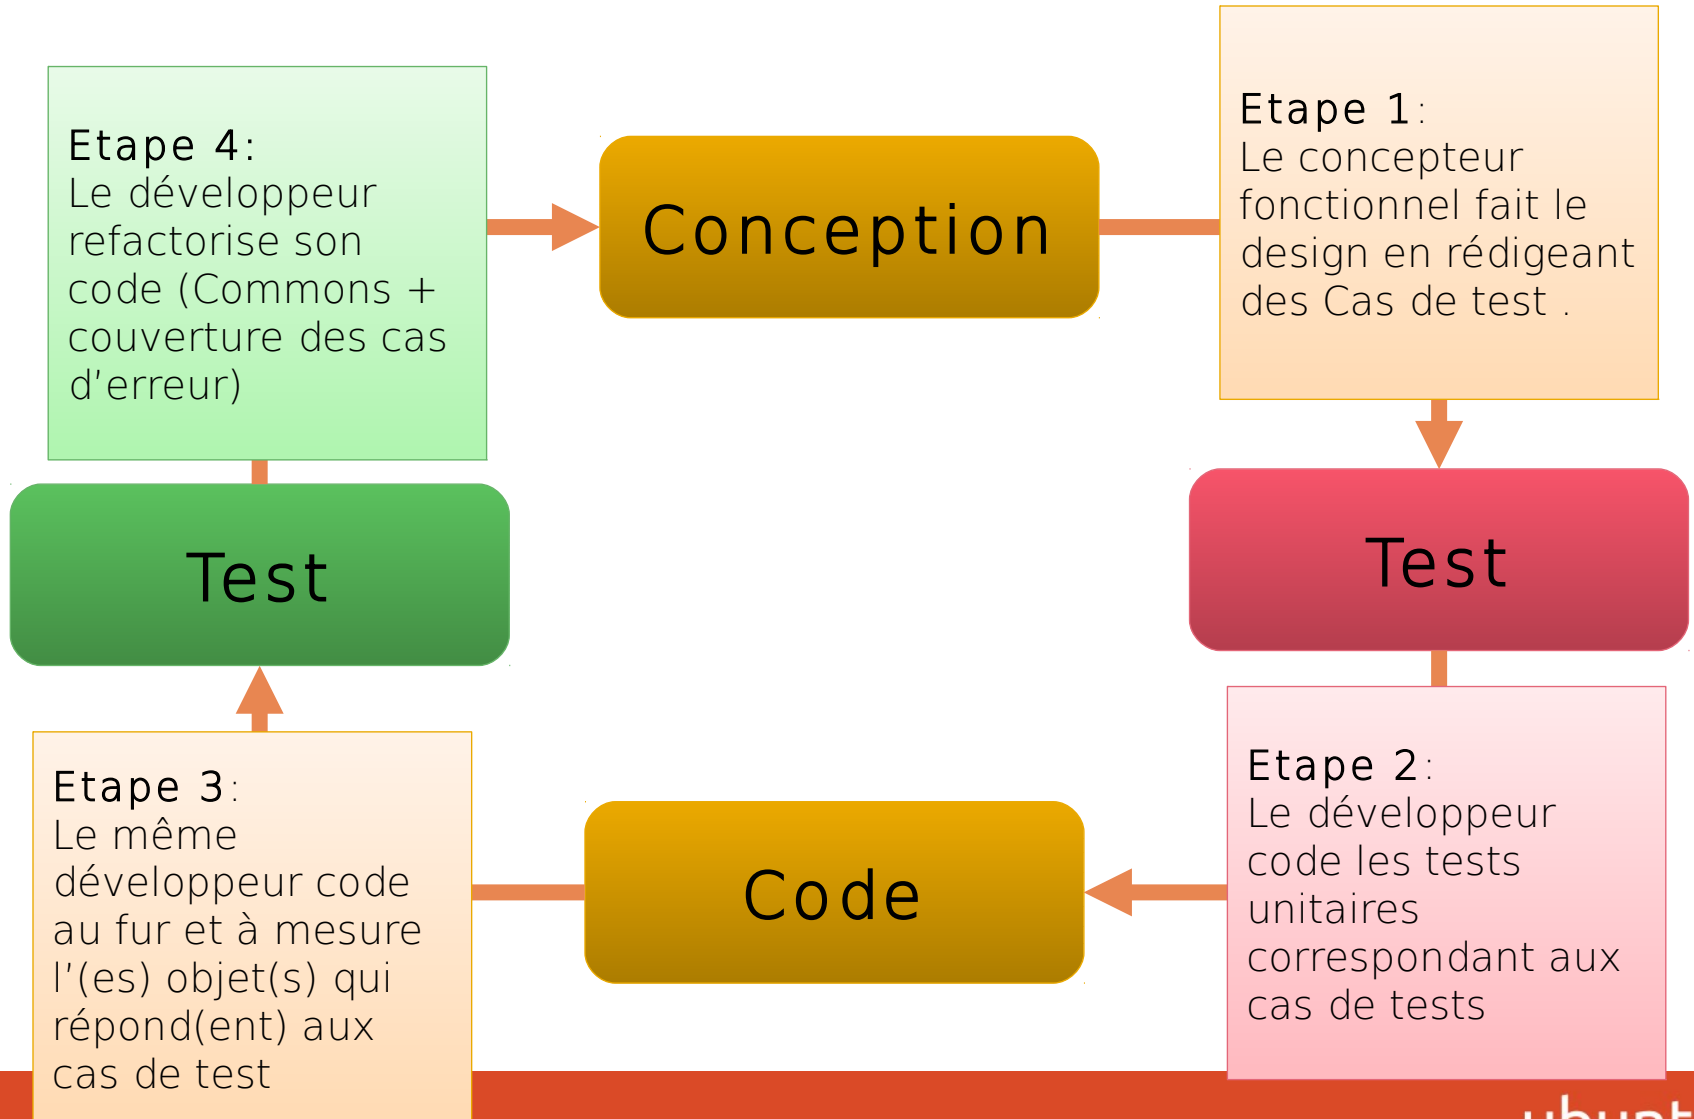 Etape 4:
Le développeur
refactorise son
code (Commons +
couverture des cas
d'erreur)
Conception
Etape 1:
Le concepteur
fonctionnel fait le
design en rédigeant
des Cas de test .
Test
Test
Etape 3:
Le même
développeur code
au fur et à mesure
l'(es) objet(s) qui
répond(ent) aux
cas de test
Code
Etape 2:
Le développeur
code les tests
unitaires
correspondant aux
cas de tests